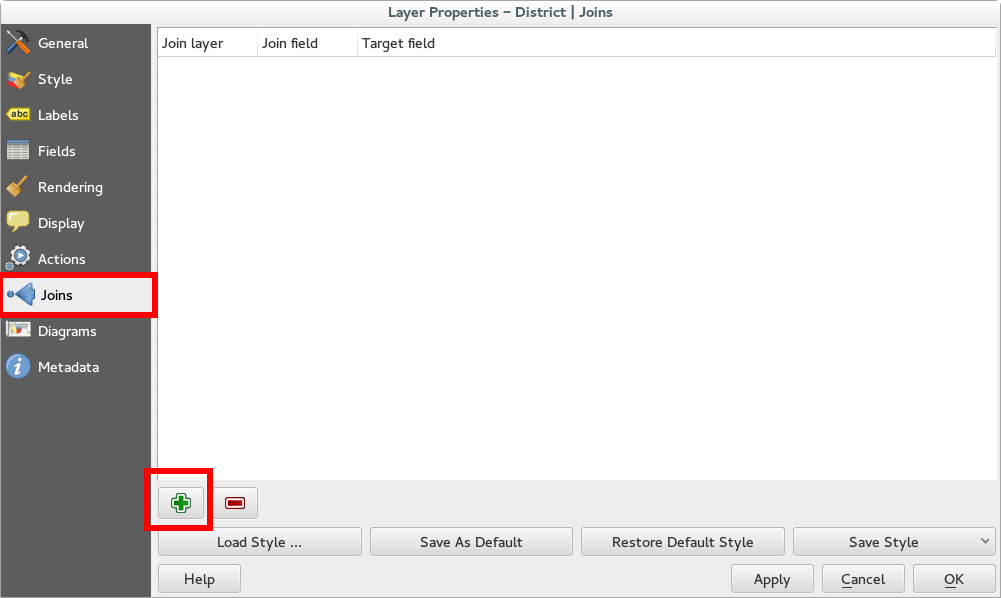 Layer Properties – District | Joins
General
Style
abc
Labels
Fields
Rendering
Display
Actions
Joins
Diagrams
Metadata
Join layer Join field Target field
Load Style ... Save As Default Restore Default Style Save Style
Help Apply Cancel OK